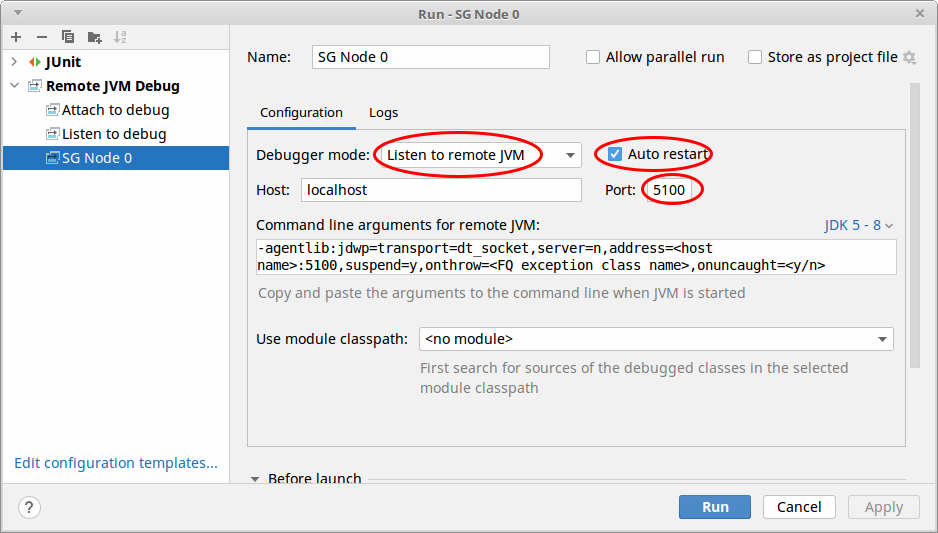 Run - SG Node 0
JUnit
Remote JVM Debug
Attach to debug
Listen to debug
SG Node 0
Edit configuration templates...
Name: SG Node 0 Allow parallel run Store as project file
Configuration Logs
Debugger mode: Listen to remote JVM Auto restart
Host: localhost Port: 5100
Command line arguments for remote JVM: JDK 5 - 8
-agentlib:jdwp=transport=dt_socket,server=n,address=<host
name>:5100,suspend=y,onthrow=<FQ exception class name>,onuncaught=<y/n>
Copy and paste the arguments to the command line when JVM is started
Use module classpath: <no module>
First search for sources of the debugged classes in the selected
module classpath
Before launch
? Run Cancel Apply